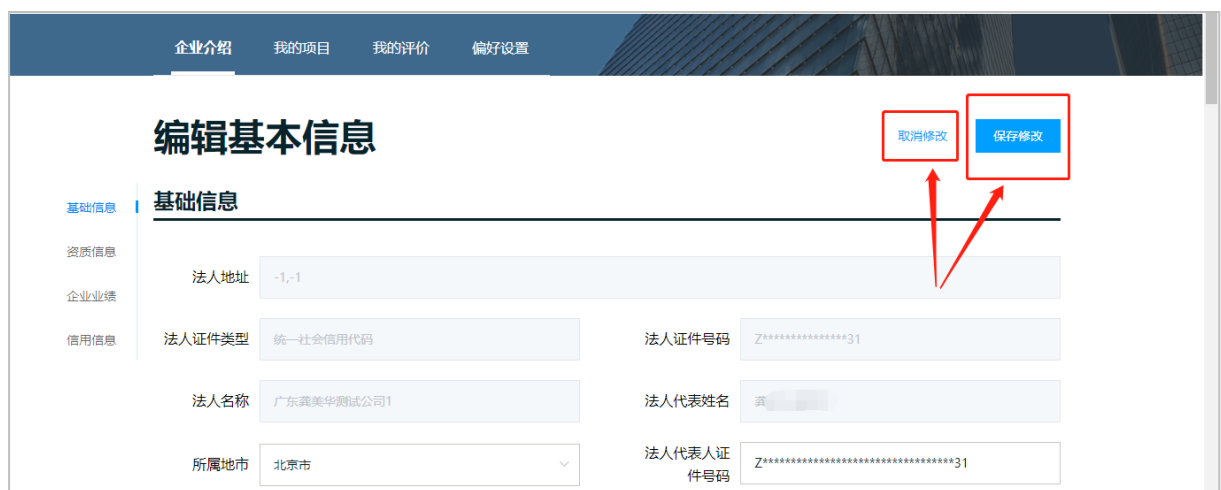 企业介绍 我的项目 我的评价 偏好设置
编辑基本信息
取消修改 保存修改
基础信息
基础信息
资质信息
企业业绩
信用信息
法人地址 -1,-1
法人证件类型 统一社会信用代码 法人证件号码 Z***************31
法人名称 广东龚美华测试公司1 法人代表姓名 龚
所属地市 北京市 法人代表人证
件号码 Z**********************************31